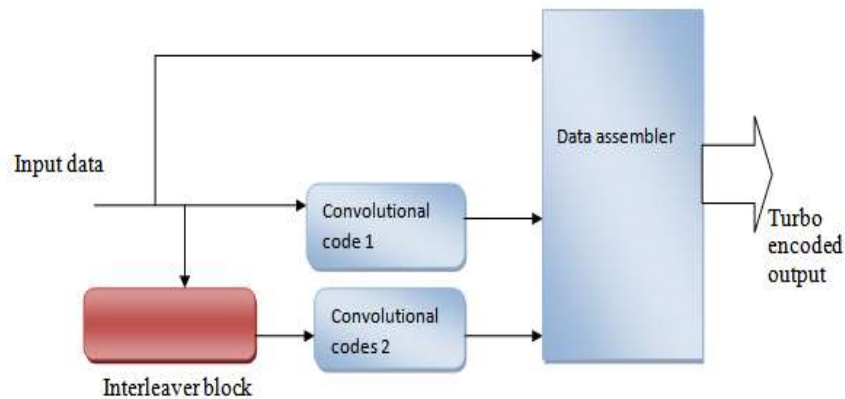 Input data
Convolutional
code 1
Convolutional
codes 2
Interleaver block
Data assembler
Turbo
encoded
output